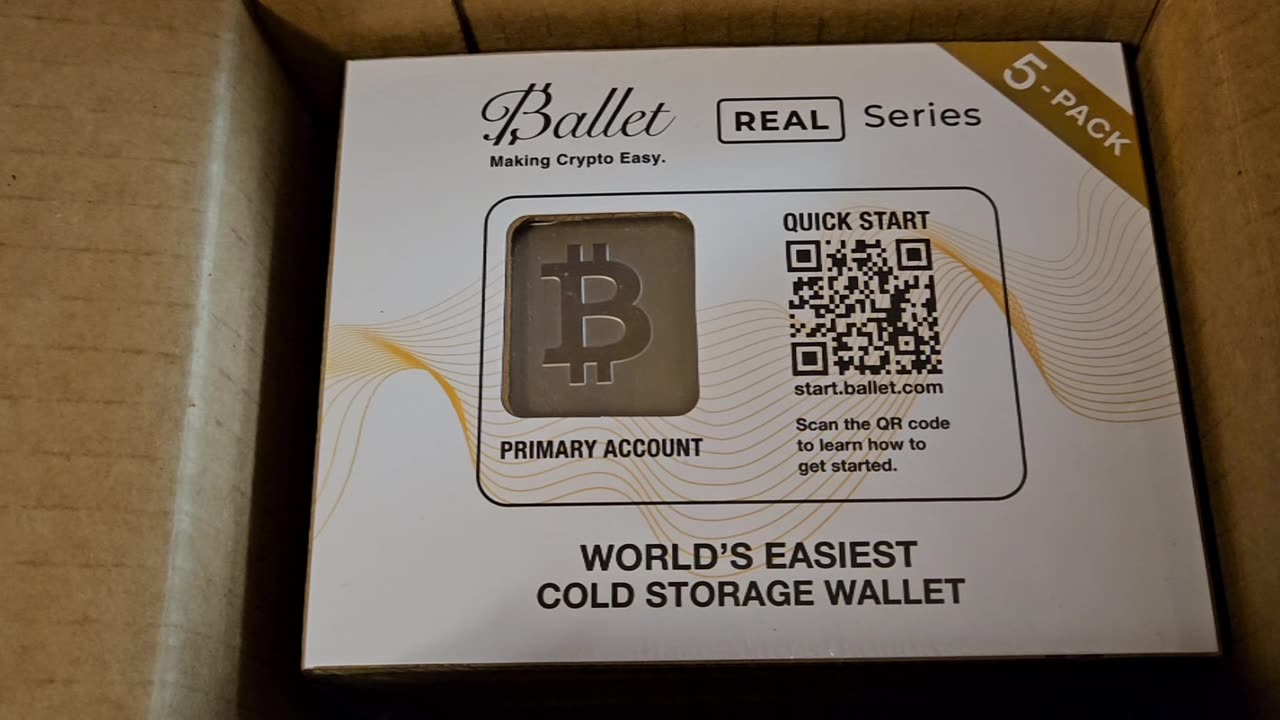 Ballet
REAL Series
5-PACK
Making Crypto Easy.
QUICK START
start.ballet.com
Scan the QR code
to learn how to
get started.
PRIMARY ACCOUNT
WORLD'S EASIEST
COLD STORAGE WALLET